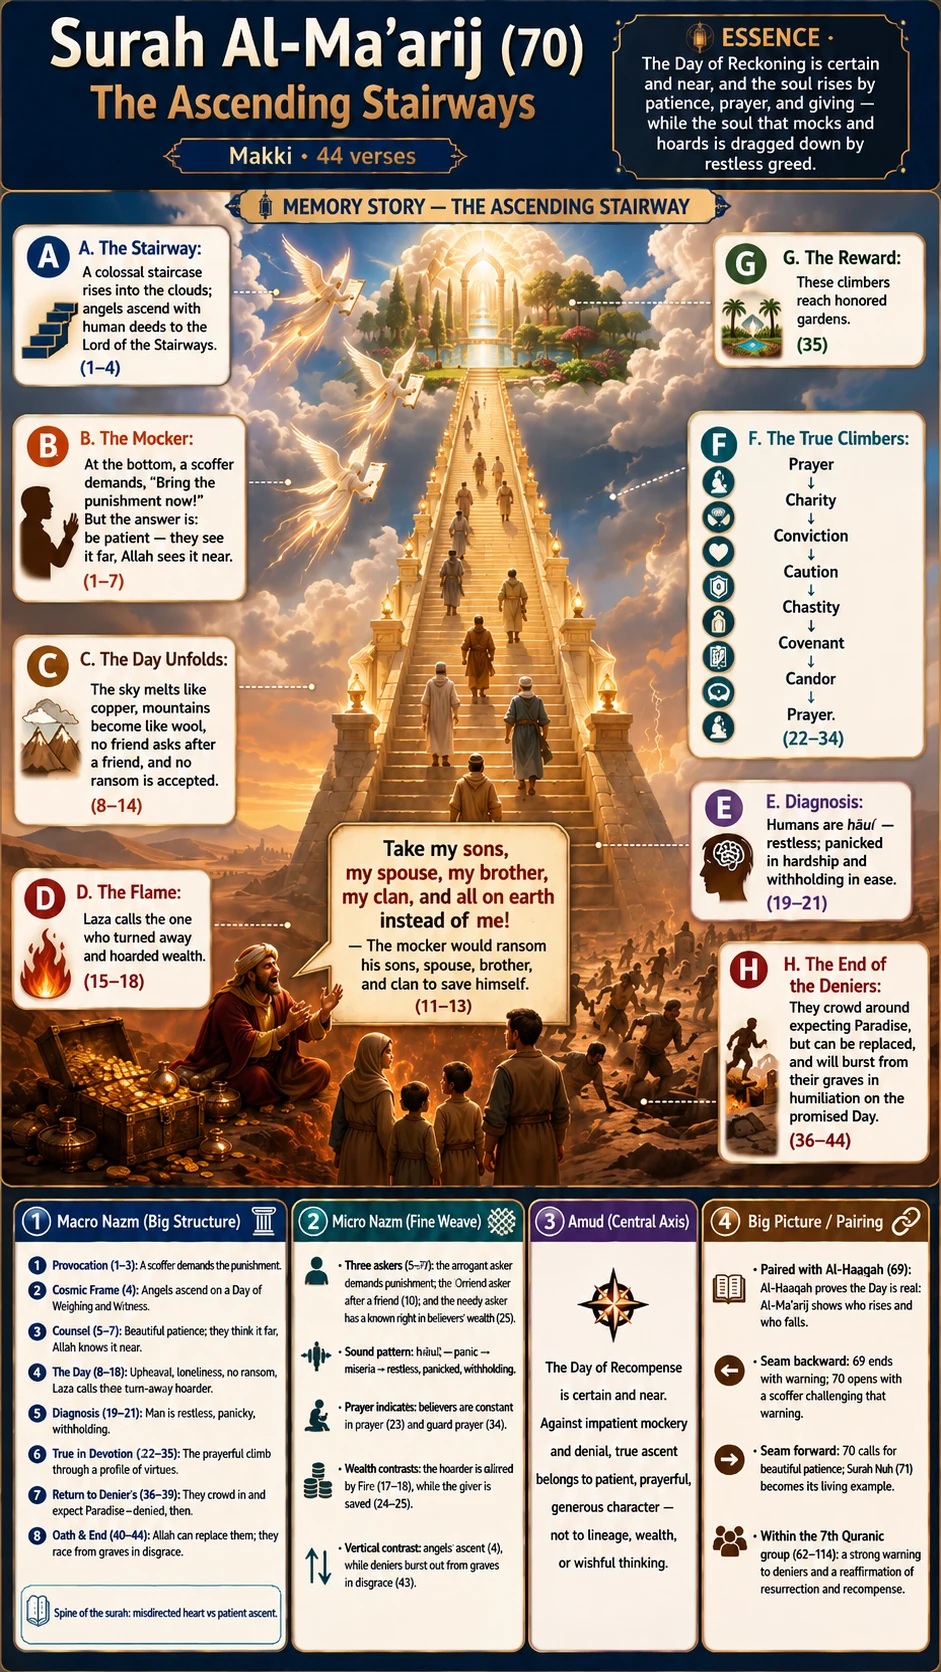 Surah Al-Ma’arij (70)
The Ascending Stairways
Makki • 44 verses
ESSENCE ·
The Day of Reckoning is certain
and near, and the soul rises by
patience, prayer, and giving —
while the soul that mocks and
hoards is dragged down by
restless greed.
MEMORY STORY — THE ASCENDING STAIRWAY
A
A. The Stairway:
A colossal staircase
rises into the clouds;
angels ascend with
human deeds to the
Lord of the Stairways.
(1–4)
B
B. The Mocker:
At the bottom, a scoffer
demands, “Bring the
punishment now!”
But the answer is:
be patient — they see
it far, Allah sees it near.
(1–7)
C
C. The Day Unfolds:
The sky melts like
copper, mountains
become like wool,
no friend asks after
a friend, and no
ransom is accepted.
(8–14)
D
D. The Flame:
Laza calls the one
who turned away
and hoarded wealth.
(15–18)
Take my sons,
my spouse, my brother,
my clan, and all on earth
instead of me!
— The mocker would ransom
his sons, spouse, brother,
and clan to save himself.
(11–13)
G
G. The Reward:
These climbers
reach honored
gardens.
(35)
F
F. The True Climbers:
Prayer
↓
Charity
↓
Conviction
↓
Caution
↓
Chastity
↓
Covenant
↓
Candor
↓
Prayer.
(22–34)
E
E. Diagnosis:
Humans are hāuʹ —
restless; panicked
in hardship and
withholding in ease.
(19–21)
H
H. The End of
the Deniers:
They crowd around
expecting Paradise,
but can be replaced,
and will burst from
their graves in
humiliation on the
promised Day.
(36–44)
1 Macro Nazm (Big Structure)
1 Provocation (1–3): A scoffer demands the punishment.
2 Cosmic Frame (4): Angels ascend on a Day of
Weighing and Witness.
3 Counsel (5–7): Beautiful patience; they think it far,
Allah knows it near.
4 The Day (8–18): Upheaval, loneliness, no ransom,
Laza calls thee turn-away hoarder.
5 Diagnosis (19–21): Man is restless, panicky,
withholding.
6 True in Devotion (22–35): The prayerful climb
through a profile of virtues.
7 Return to Denier's (36–39): They crowd in and
expect Paradise – denied, then.
8 Oath & End (40–44): Allah can replace them; they
race from graves in disgrace.
Spine of the surah: misdirected heart vs patient ascent.
2 Micro Nazm (Fine Weave)
• Three askers (5–7): the arrogant asker
demands punishment; the Orriend asker
after a friend (10); and the needy asker
has a known right in believers’ wealth (25).
• Sound pattern: — panic →
miseria → restless, panicked, withholding.
• Prayer indicates: believers are constant
in prayer (23) and guard prayer (34).
• Wealth contrasts: the hoarder is
by Fire (17–18), while the giver is
saved (24–25).
• Vertical contrast: angels' ascent (4),
while deniers burst out from graves
in disgrace (43).
3 Amud (Central Axis)
The Day of Recompense
is certain and near.
Against impatient mockery
and denial, true ascent
belongs to patient, prayerful,
generous character —
not to lineage, wealth,
or wishful thinking.
4 Big Picture / Pairing
• Paired with Al-Haaqah (69):
Al-Haaqah proves the Day is real:
Al-Ma'arij shows who rises and
who falls.
• Seam backward: 69 ends
with warning; 70 opens with
a scoffer challenging that
warning.
• Seam forward: 70 calls for
beautiful patience; Surah Nuh (71)
becomes its living example.
• Within the 7th Quranic
group (62–114): a strong warning
to deniers and a reaffirmation of
resurrection and recompense.